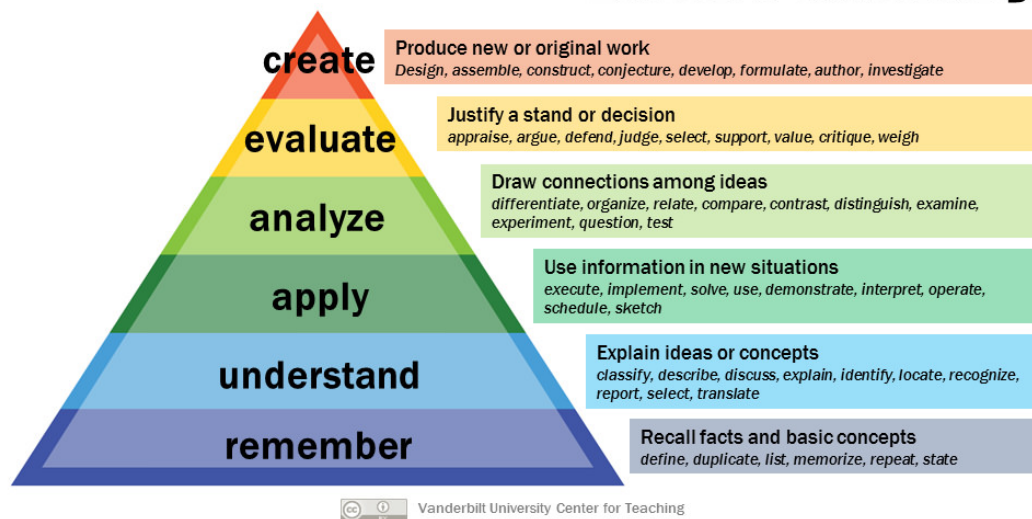 create
Produce new or original work
Design, assemble, construct, conjecture, develop, formulate, author, investigate
evaluate
Justify a stand or decision
appraise, argue, defend, judge, select, support, value, critique, weigh
analyze
Draw connections among ideas
differentiate, organize, relate, compare, contrast, distinguish, examine,
experiment, question, test
apply
Use information in new situations
execute, implement, solve, use, demonstrate, interpret, operate,
schedule, sketch
understand
Explain ideas or concepts
classify, describe, discuss, explain, identify, locate, recognize,
report, select, translate
remember
Recall facts and basic concepts
define, duplicate, list, memorize, repeat, state
cc
Vanderbilt University Center for Teaching